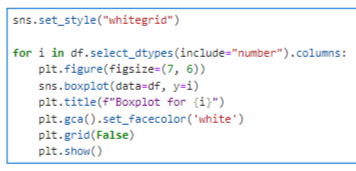 sns.set_style("whitegrid")
for i in df.select_dtypes(include="number").columns:
    plt.figure(figsize=(7, 6))
    sns.boxplot(data=df, y=i)
    plt.title(f"Boxplot for {i}")
    plt.gca().set_facecolor('white')
    plt.grid(False)
    plt.show()